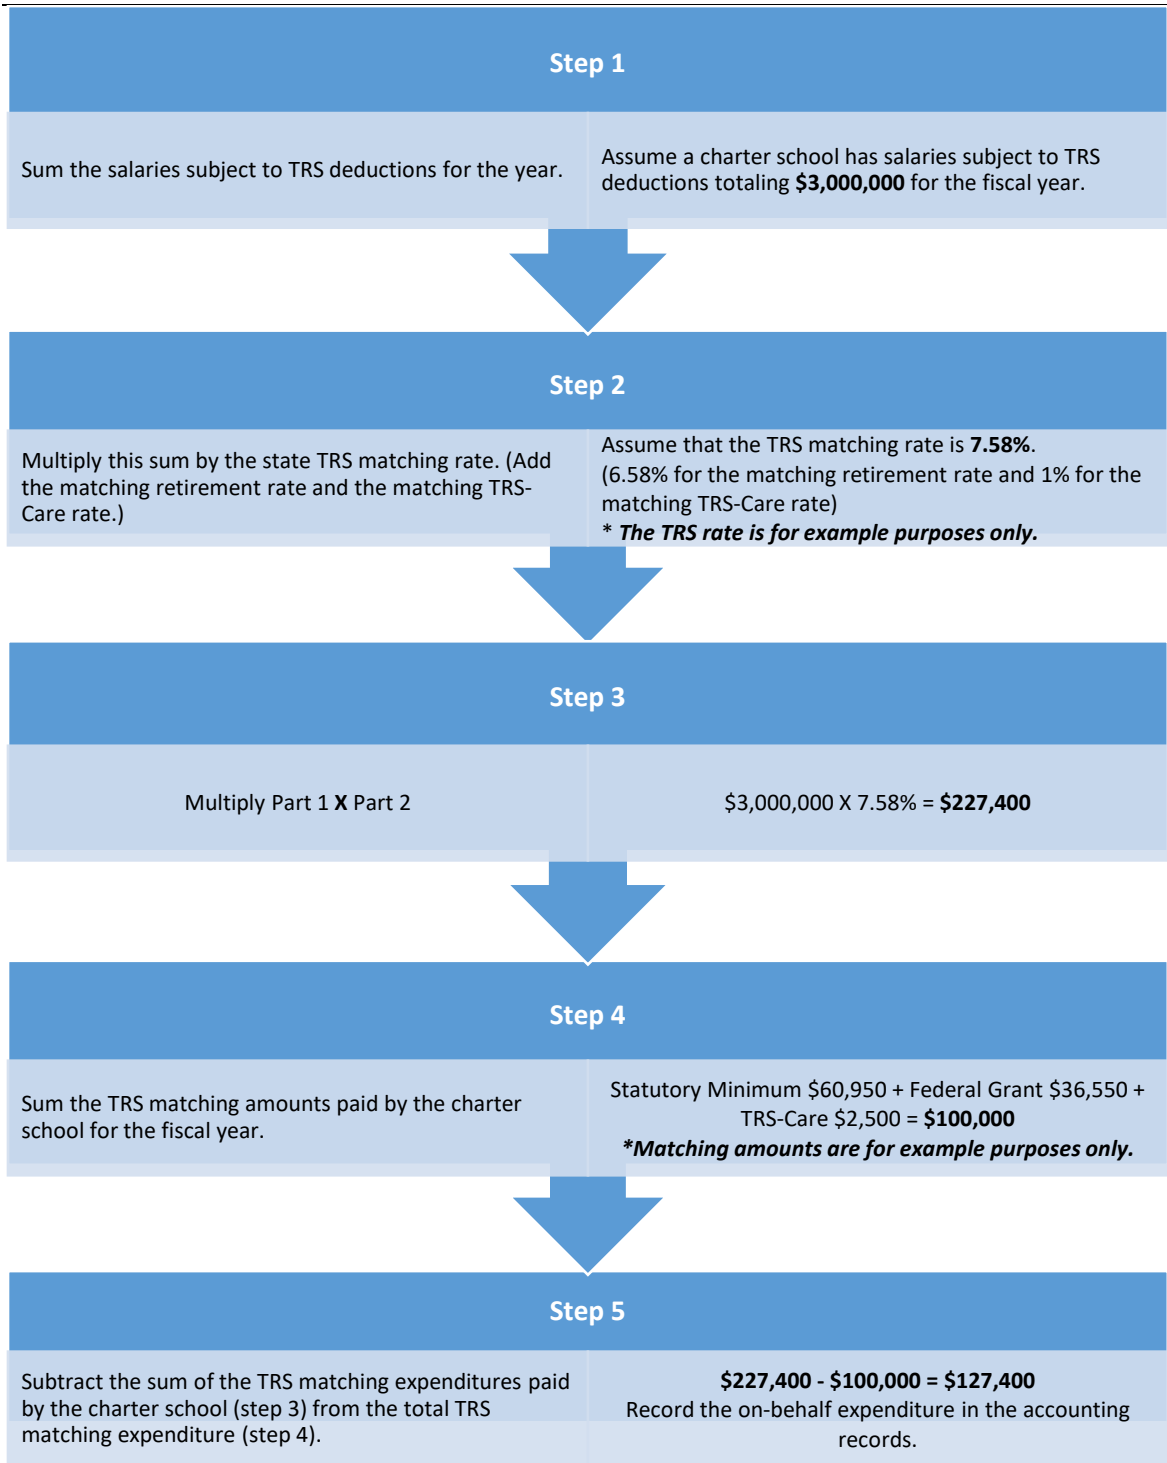 Step 1
Sum the salaries subject to TRS deductions for the year.
Assume a charter school has salaries subject to TRS
deductions totaling $3,000,000 for the fiscal year.
Step 2
Multiply this sum by the state TRS matching rate. (Add
the matching retirement rate and the matching TRS-
Care rate.)
Assume that the TRS matching rate is 7.58%.
(6.58% for the matching retirement rate and 1% for the
matching TRS-Care rate)
* The TRS rate is for example purposes only.
Step 3
Multiply Part 1 X Part 2
$3,000,000 X 7.58% = $227,400
Step 4
Sum the TRS matching amounts paid by the charter
school for the fiscal year.
Statutory Minimum $60,950 + Federal Grant $36,550 +
TRS-Care $2,500 = $100,000
*Matching amounts are for example purposes only.
Step 5
Subtract the sum of the TRS matching expenditures paid
by the charter school (step 3) from the total TRS
matching expenditure (step 4).
$227,400 - $100,000 = $127,400
Record the on-behalf expenditure in the accounting
records.